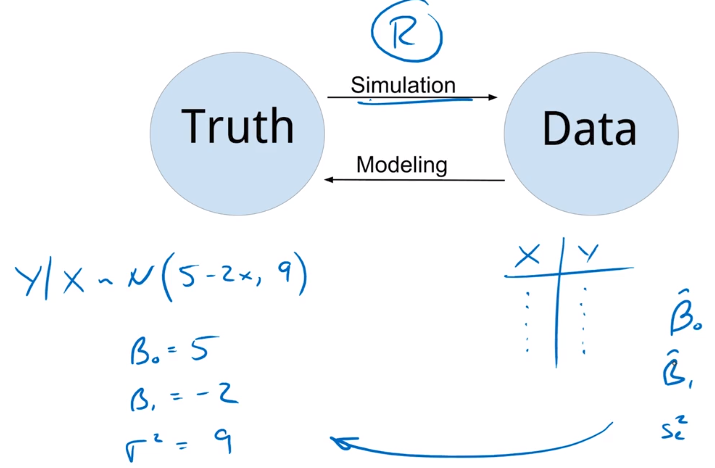 R
Simulation
Truth
Data
Modeling
Y|X ~ N(5-2x, 9)
X Y
β₀ = 5
β₁ = -2
σ² = 9
β̂₀
β̂₁
Se²